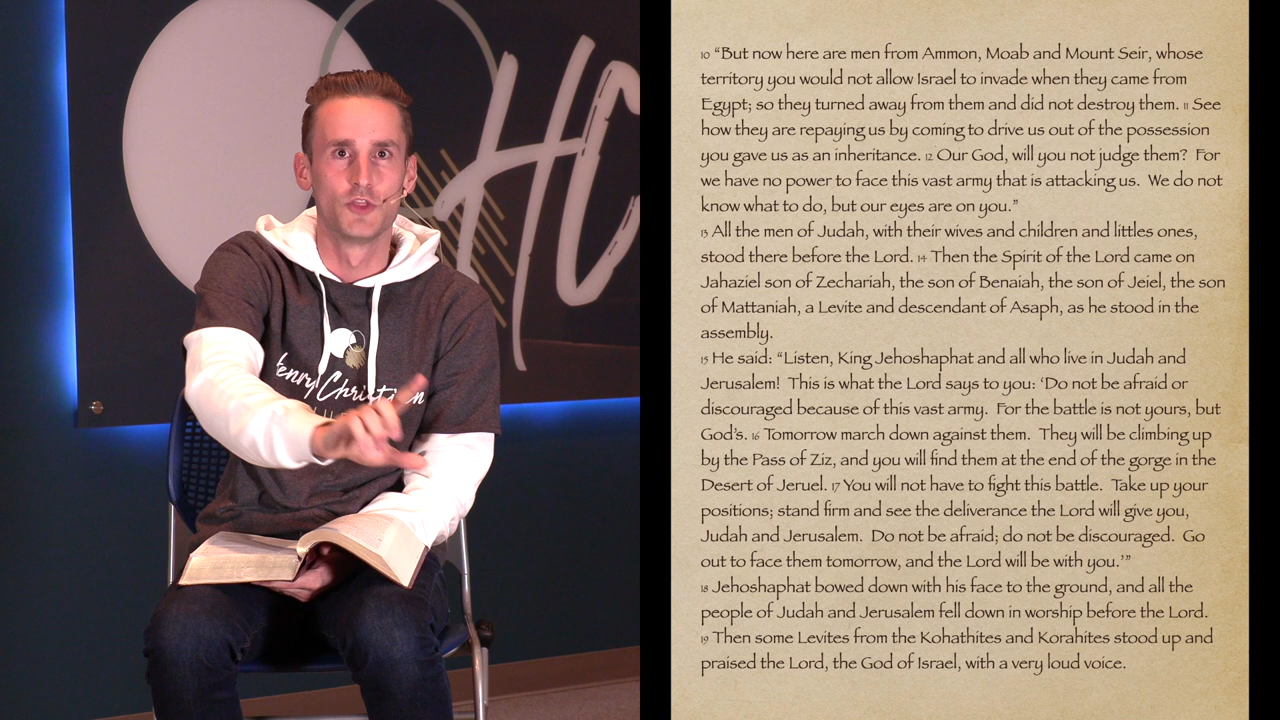 HC
Henry Christian
10 “But now here are men from Ammon, Moab and Mount Seir, whose
territory you would not allow Israel to invade when they came from
Egypt; so they turned away from them and did not destroy them. 11 See
how they are repaying us by coming to drive us out of the possession
you gave us as an inheritance. 12 Our God, will you not judge them? For
we have no power to face this vast army that is attacking us. We do not
know what to do, but our eyes are on you.”
13 All the men of Judah, with their wives and children and littles ones,
stood there before the Lord. 14 Then the Spirit of the Lord came on
Jahaziel son of Zechariah, the son of Benaiah, the son of Jeiel, the son
of Mattaniah, a Levite and descendant of Asaph, as he stood in the
assembly.
15 He said: “Listen, King Jehoshaphat and all who live in Judah and
Jerusalem! This is what the Lord says to you: ‘Do not be afraid or
discouraged because of this vast army. For the battle is not yours, but
God’s. 16 Tomorrow march down against them. They will be climbing up
by the Pass of Ziz, and you will find them at the end of the gorge in the
Desert of Jeruel. 17 You will not have to fight this battle. Take up your
positions; stand firm and see the deliverance the Lord will give you,
Judah and Jerusalem. Do not be afraid; do not be discouraged. Go
out to face them tomorrow, and the Lord will be with you.’”
18 Jehoshaphat bowed down with his face to the ground, and all the
people of Judah and Jerusalem fell down in worship before the Lord.
19 Then some Levites from the Kohathites and Korahites stood up and
praised the Lord, the God of Israel, with a very loud voice.